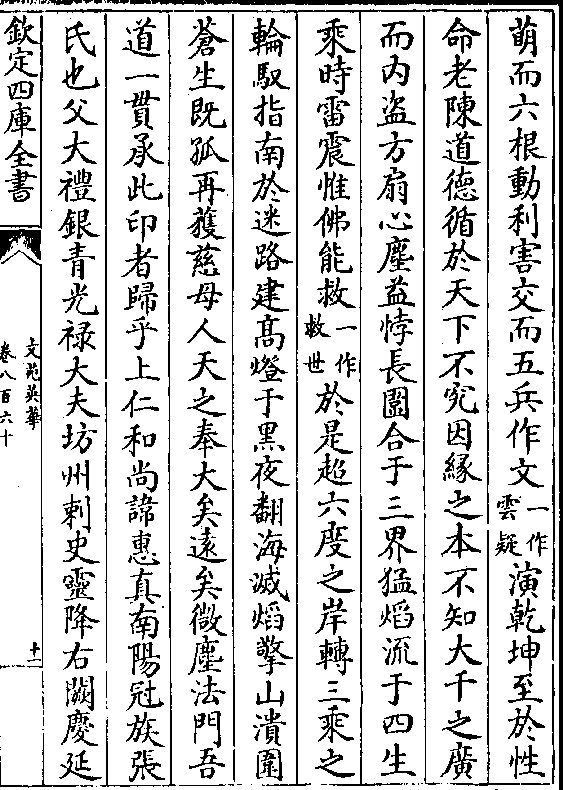 萌而六根動利害交而五兵作文一作雲疑演乾坤至於性
命老陳道德循於天下不究因緣之本不知大千之廣
而内盗方扇心塵益悖長圍合于三界猛焰流于四生
乘時雷震惟佛能救一作救世於是超六度之岸轉三乘之
輪馭指南於迷路建髙燈于黒夜翻海滅焰擎山潰圍
蒼生既孤再蒦慈母人天之奉大矣遠矣微塵法門吾
道一貫承此印者歸乎上仁和尚諱惠真南陽冠族張
氏也父大禮銀青光禄大夫坊州刺史靈降右闕慶延
欽定四庫全書
文苑英華
卷八百六十
十二